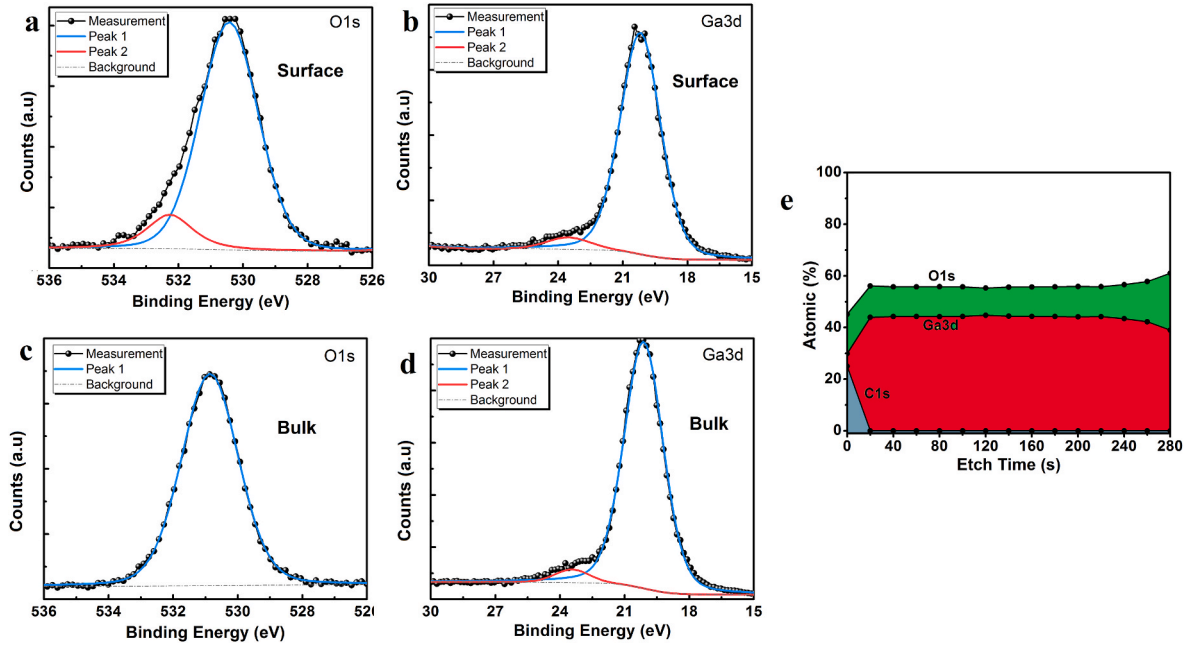 a
Measurement
Peak 1
Peak 2
Background
O1s
Surface
Counts (a.u)
536 534 532 530 528 526
Binding Energy (eV)
b
Measurement
Peak 1
Peak 2
Background
Ga3d
Surface
Counts (a.u)
30 27 24 21 18 15
Binding Energy (eV)
c
Measurement
Peak 1
Background
O1s
Bulk
Counts (a.u)
536 534 532 530 528 526
Binding Energy (eV)
d
Measurement
Peak 1
Peak 2
Background
Ga3d
Bulk
Counts (a.u)
30 27 24 21 18 15
Binding Energy (eV)
e
100
80
60
40
20
0
Atomic (%)
O1s
Ga3d
C1s
0 40 80 120 160 200 240 280
Etch Time (s)